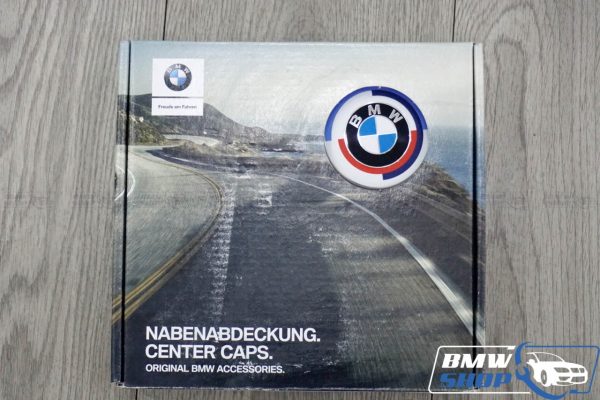 BMW
Freude am Fahren
BMW
NABENABDECKUNG.
CENTER CAPS.
ORIGINAL BMW ACCESSORIES.
BMW
SHOP